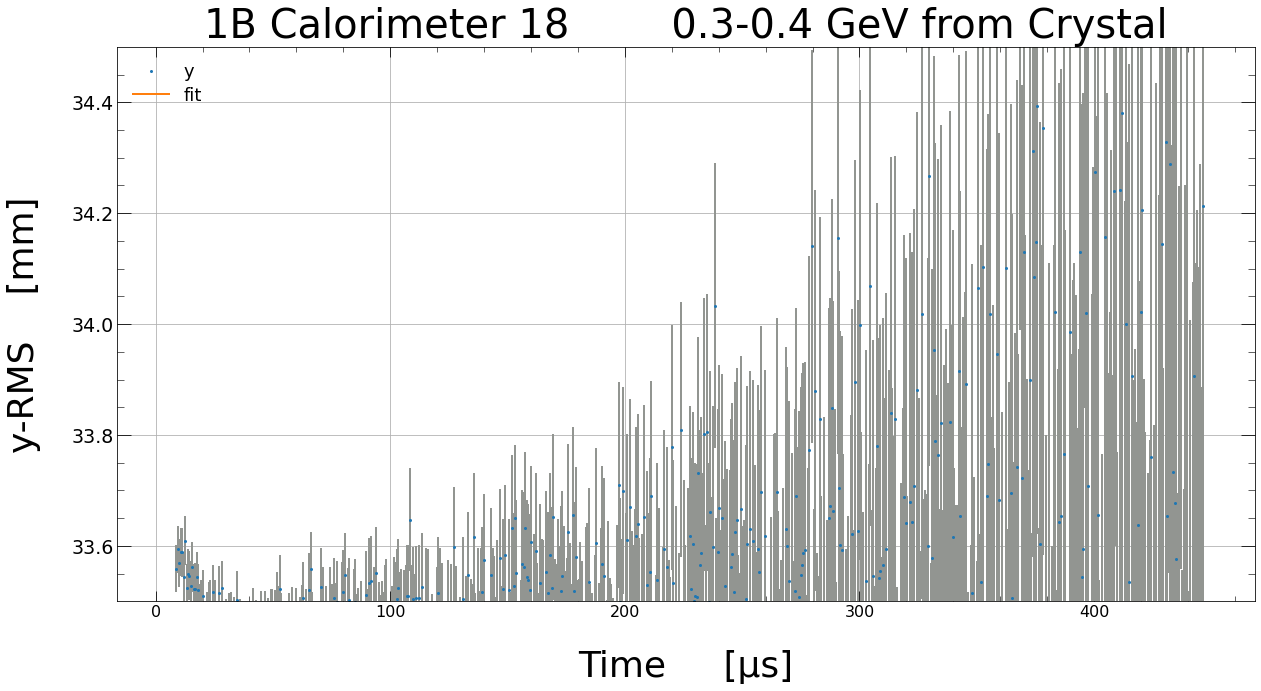 1B Calorimeter 18 0.3-0.4 GeV from Crystal
y
fit
34.4
34.2
34.0
33.8
33.6
y-RMS [mm]
0 100 200 300 400
Time [µs]